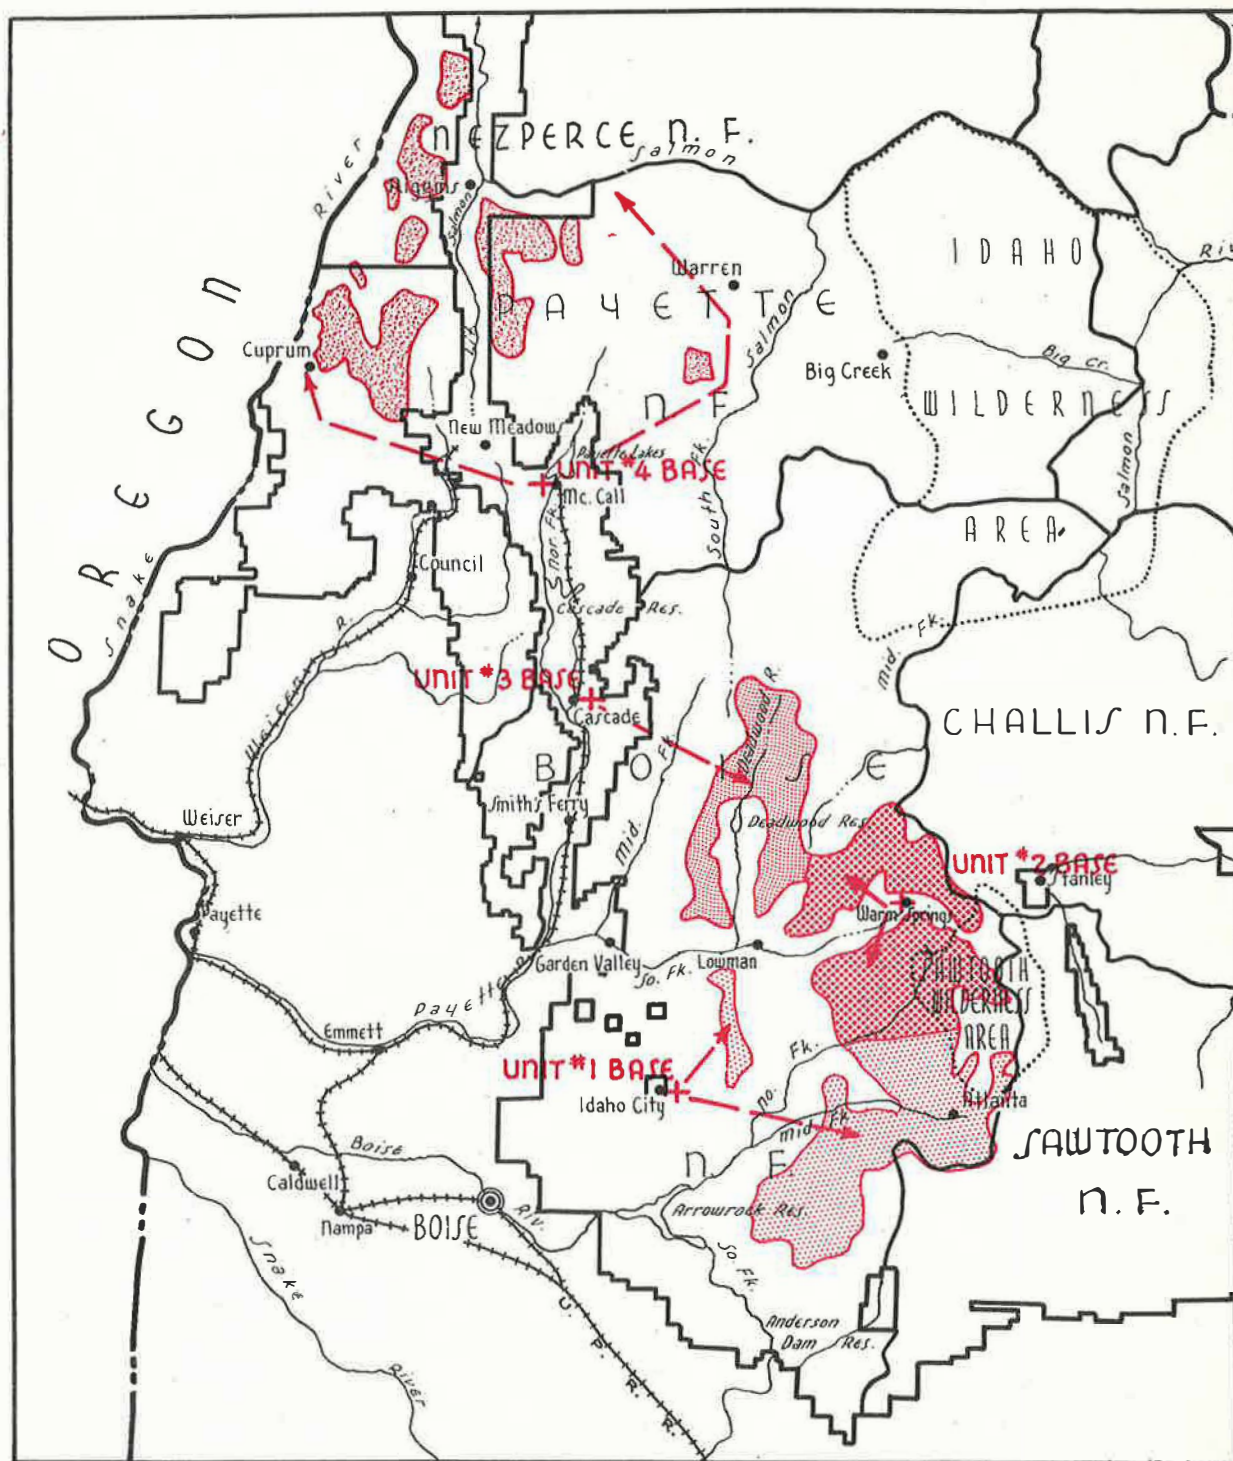 NEZPERCE N. F.
Salmon
River
Riggins
Salmon
IDAHO
Warren
PAYETTE
Salmon
OREGON
Cuprum
Lit.
Big Cr.
Big Creek
WILDERNESS
N F
New Meadow
Payette Lakes
UNIT #4 BASE
Mc. Call
Fk.
South
Salmon
AREA
nor. Fk.
Council
Snake
R.
Cascade Res.
Fk.
mid.
UNIT #3 BASE
Cascade
Deadwood R.
CHALLIS N.F.
Weiser
Fk.
BOISE
Smith's Ferry
Mid.
Deadwood Res.
Weiser
UNIT #2 BASE
Stanley
Payette
Warm Springs
Garden Valley
So. Fk.
Lowman
SAWTOOTH
WILDERNESS
AREA
Payette R.
Emmett
UNIT #1 BASE
Fk.
no.
Idaho City
Atlanta
mid. Fk.
SAWTOOTH
N. F.
Boise
N. F.
Caldwell
Nampa
BOISE
Riv.
Arrowrock Res.
Snake
So. Fk.
U. P. R. R.
Anderson
Dam Res.
River